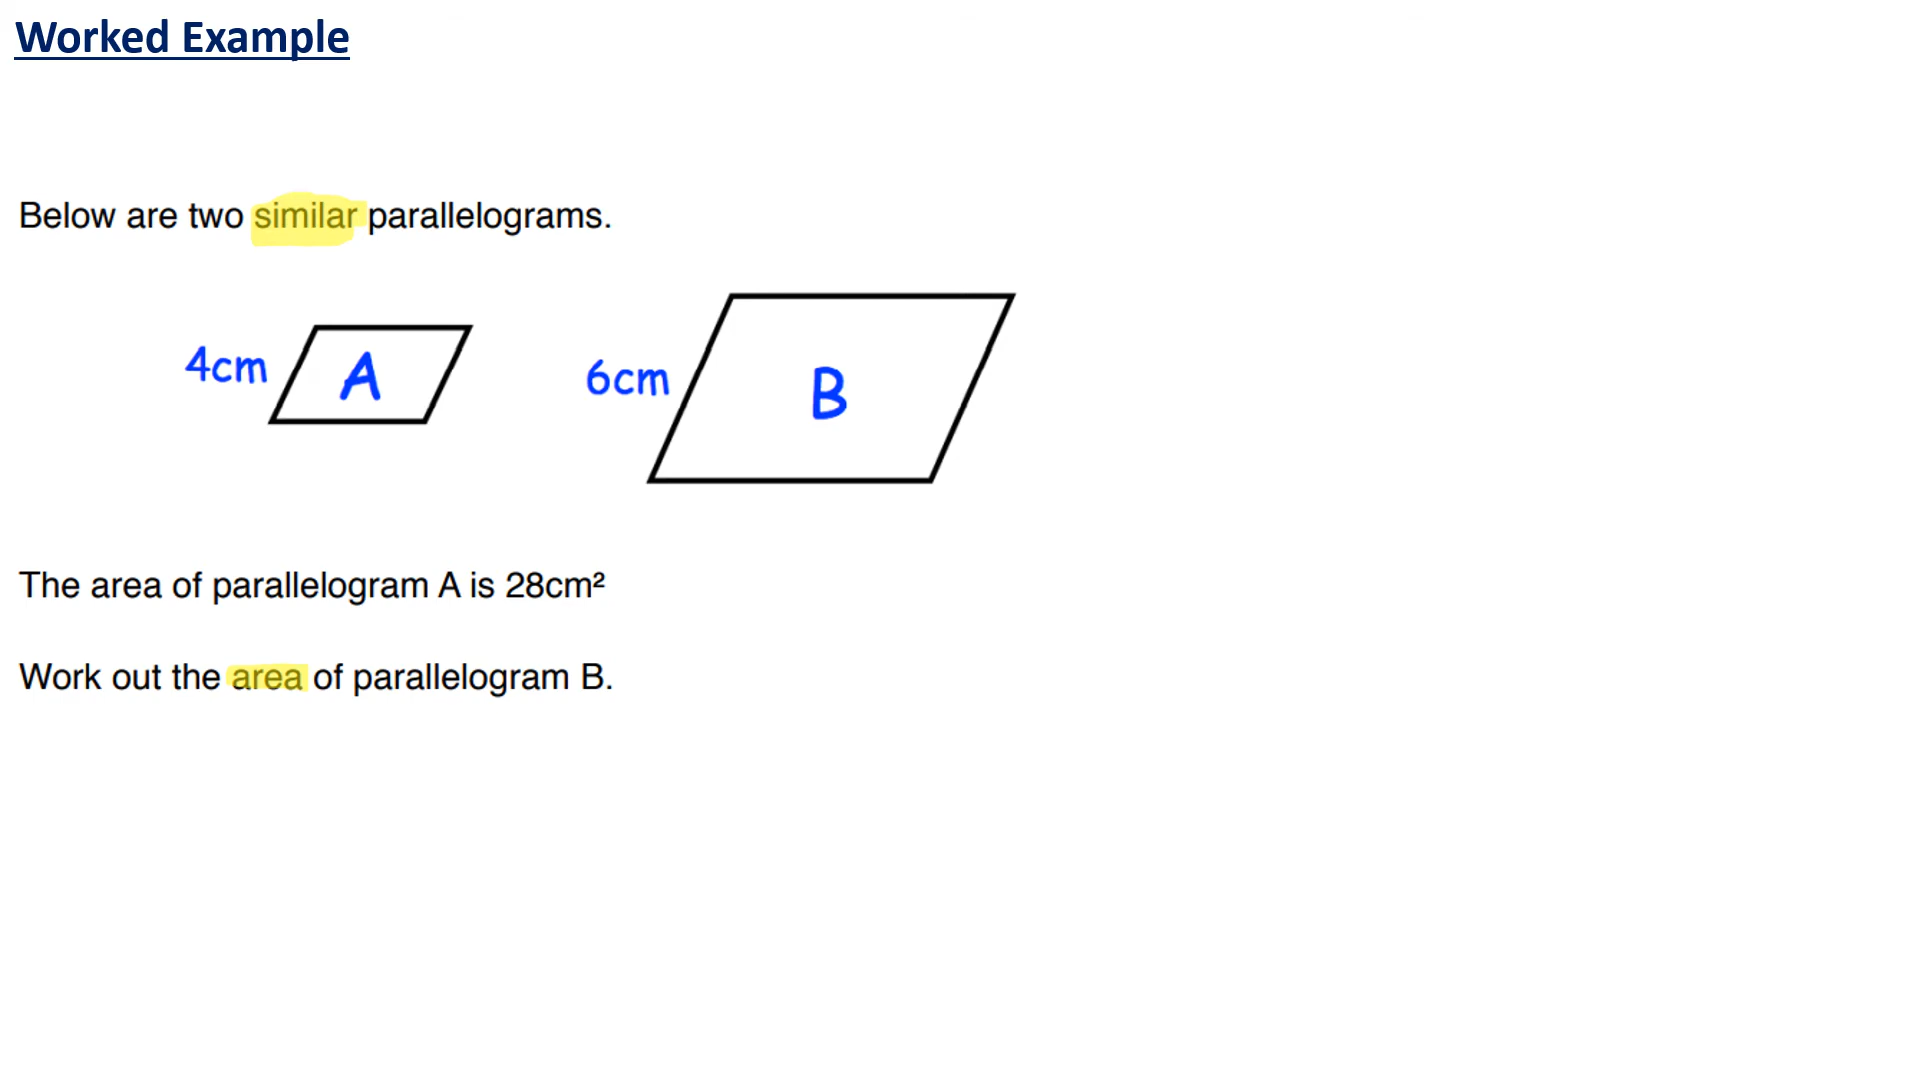 Worked Example
Below are two similar parallelograms.
4cm
A
6cm
B
The area of parallelogram A is 28cm²
Work out the area of parallelogram B.